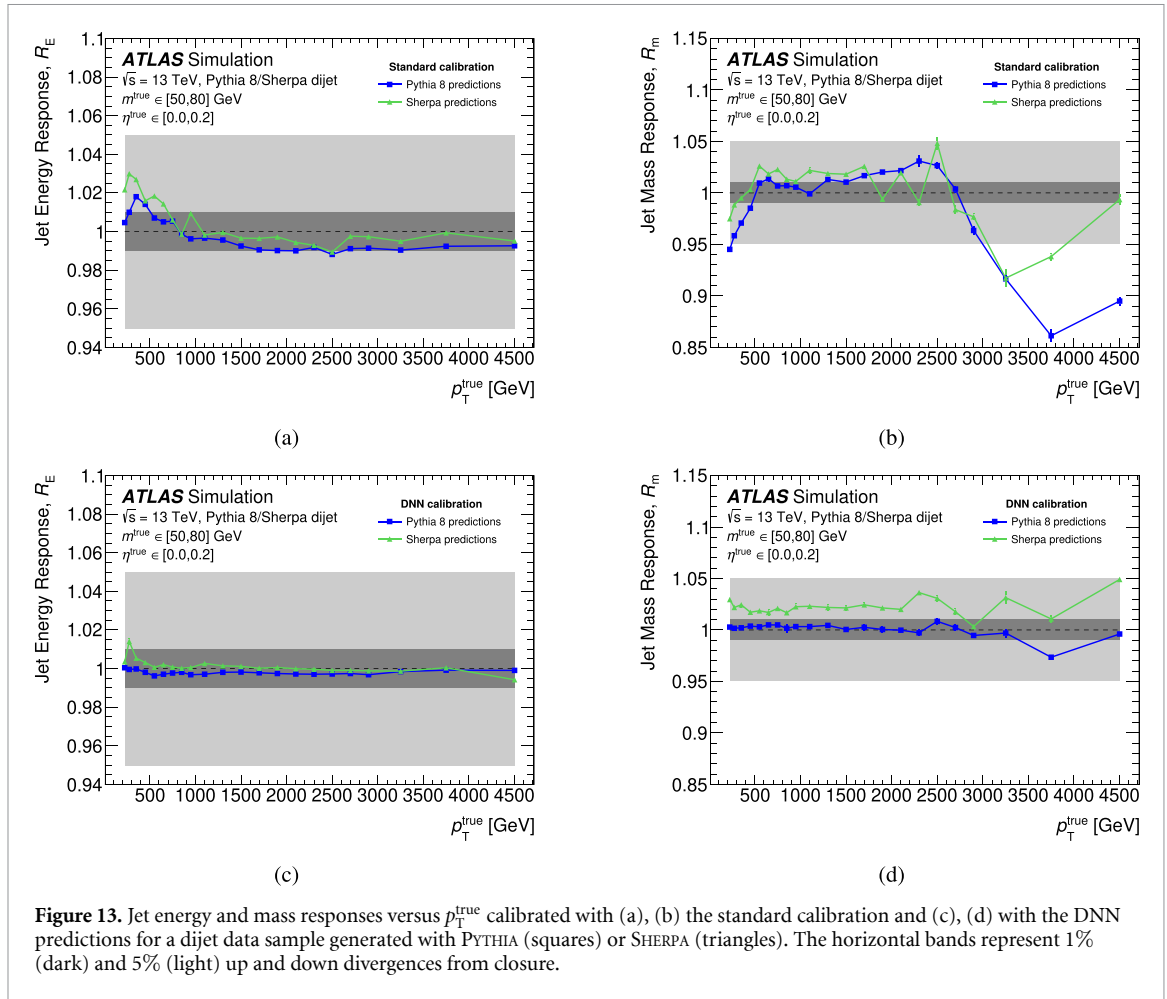 1.1
1.08
1.06
1.04
1.02
1
0.98
0.96
0.94
Jet Energy Response, R_E
ATLAS Simulation
√s = 13 TeV, Pythia 8/Sherpa dijet
m^true ∈ [50,80] GeV
η^true ∈ [0.0,0.2]
Standard calibration
Pythia 8 predictions
Sherpa predictions
500 1000 1500 2000 2500 3000 3500 4000 4500
p_T^true [GeV]
(a)
1.15
1.1
1.05
1
0.95
0.9
0.85
Jet Mass Response, R_m
ATLAS Simulation
√s = 13 TeV, Pythia 8/Sherpa dijet
m^true ∈ [50,80] GeV
η^true ∈ [0.0,0.2]
Standard calibration
Pythia 8 predictions
Sherpa predictions
500 1000 1500 2000 2500 3000 3500 4000 4500
p_T^true [GeV]
(b)
1.1
1.08
1.06
1.04
1.02
1
0.98
0.96
0.94
Jet Energy Response, R_E
ATLAS Simulation
√s = 13 TeV, Pythia 8/Sherpa dijet
m^true ∈ [50,80] GeV
η^true ∈ [0.0,0.2]
DNN calibration
Pythia 8 predictions
Sherpa predictions
500 1000 1500 2000 2500 3000 3500 4000 4500
p_T^true [GeV]
(c)
1.15
1.1
1.05
1
0.95
0.9
0.85
Jet Mass Response, R_m
ATLAS Simulation
√s = 13 TeV, Pythia 8/Sherpa dijet
m^true ∈ [50,80] GeV
η^true ∈ [0.0,0.2]
DNN calibration
Pythia 8 predictions
Sherpa predictions
500 1000 1500 2000 2500 3000 3500 4000 4500
p_T^true [GeV]
(d)
Figure 13. Jet energy and mass responses versus p_T^true calibrated with (a), (b) the standard calibration and (c), (d) with the DNN
predictions for a dijet data sample generated with PYTHIA (squares) or SHERPA (triangles). The horizontal bands represent 1%
(dark) and 5% (light) up and down divergences from closure.